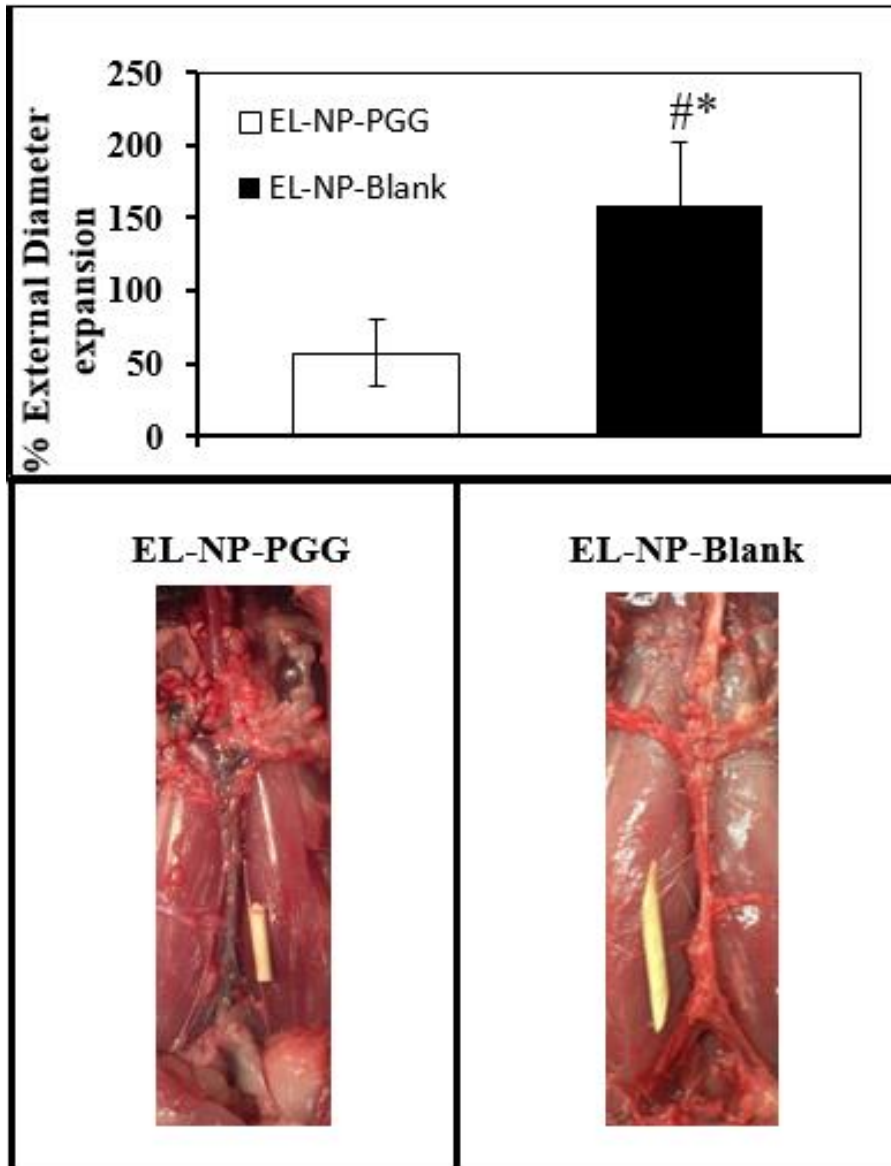 % External Diameter
expansion
250
200
150
100
50
0
EL-NP-PGG
EL-NP-Blank
#*
EL-NP-PGG
EL-NP-Blank